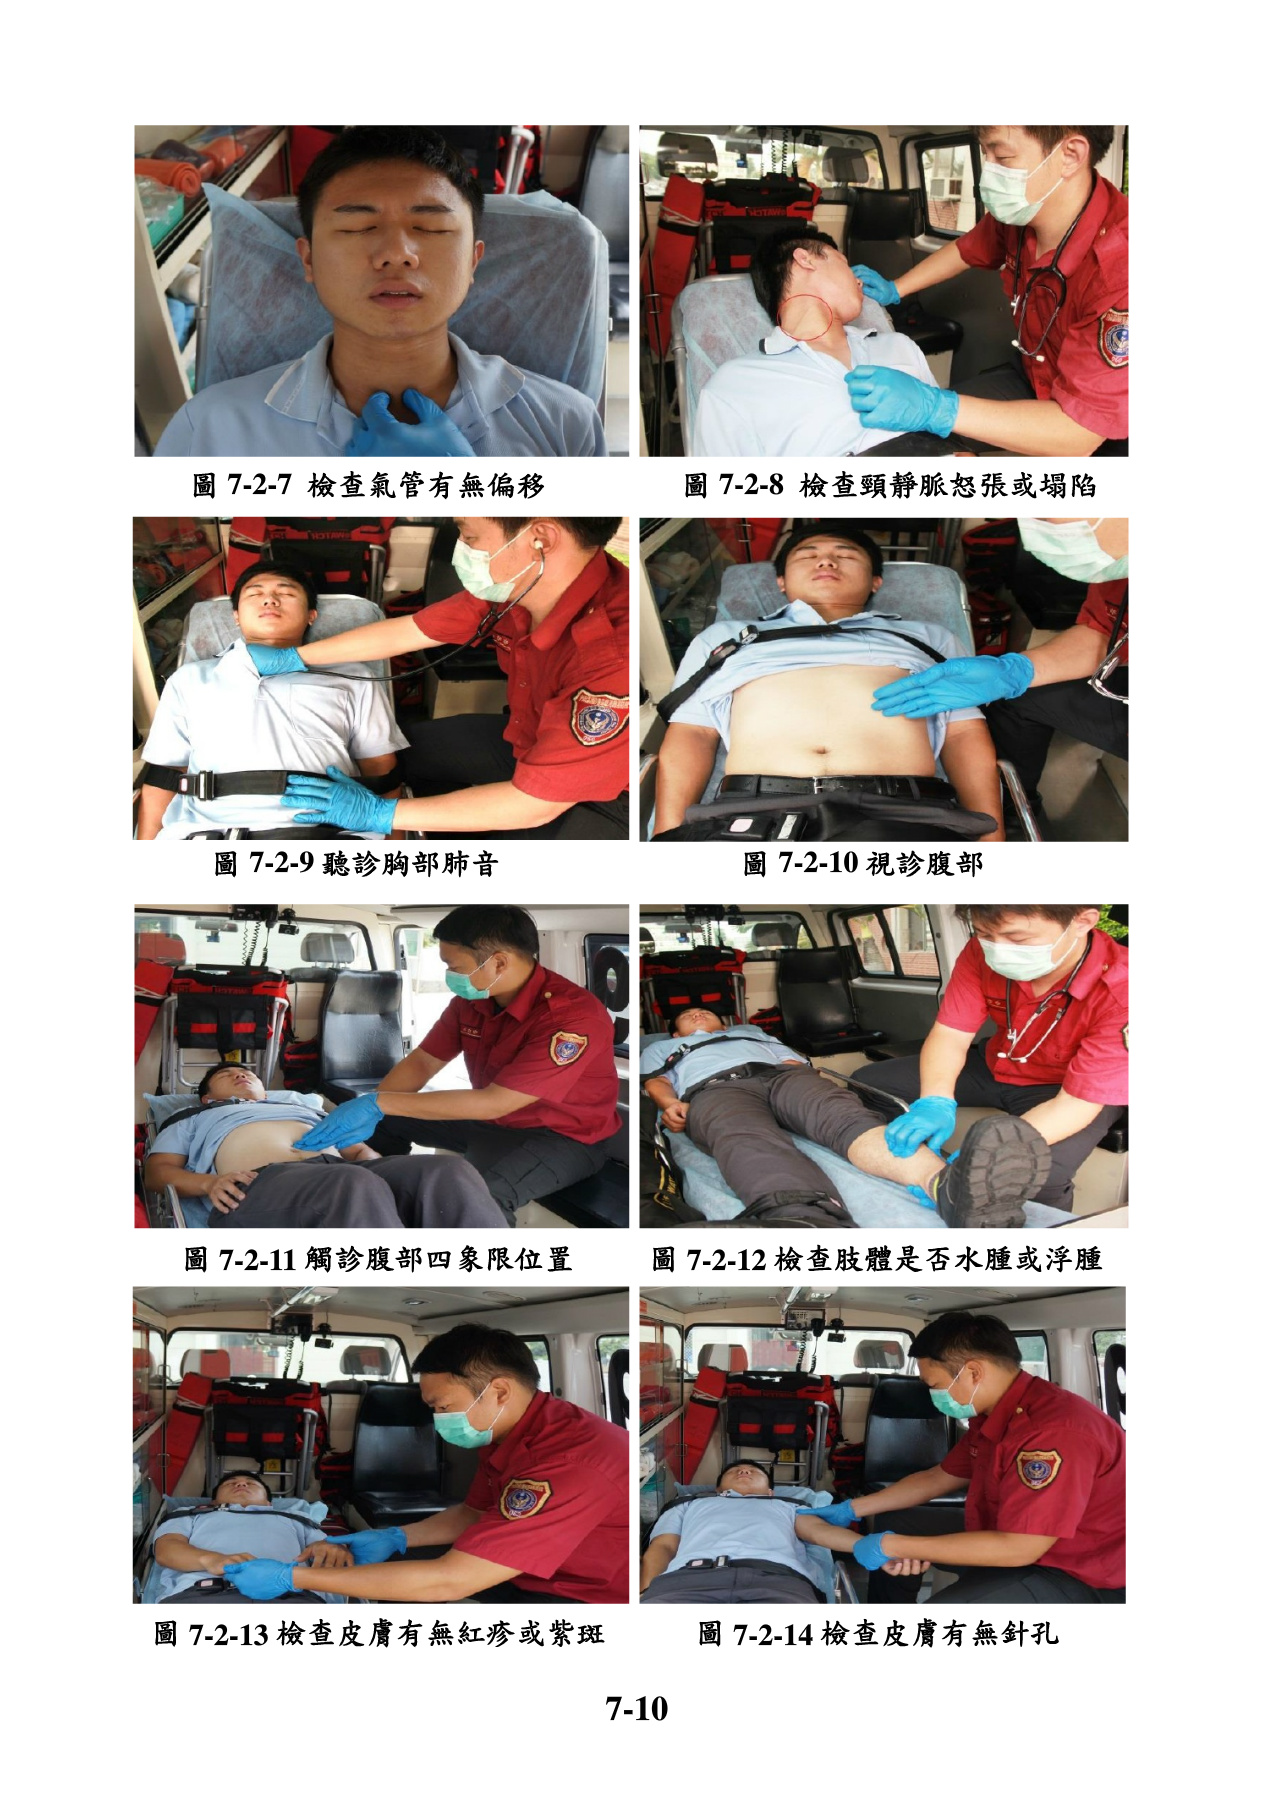 圖 7-2-7 檢查氣管有無偏移
圖 7-2-8 檢查頸靜脈怒張或塌陷
圖 7-2-9 聽診胸部肺音
圖 7-2-10 視診腹部
圖 7-2-11 觸診腹部四象限位置
圖 7-2-12 檢查肢體是否水腫或浮腫
圖 7-2-13 檢查皮膚有無紅疹或紫斑
圖 7-2-14 檢查皮膚有無針孔
7-10